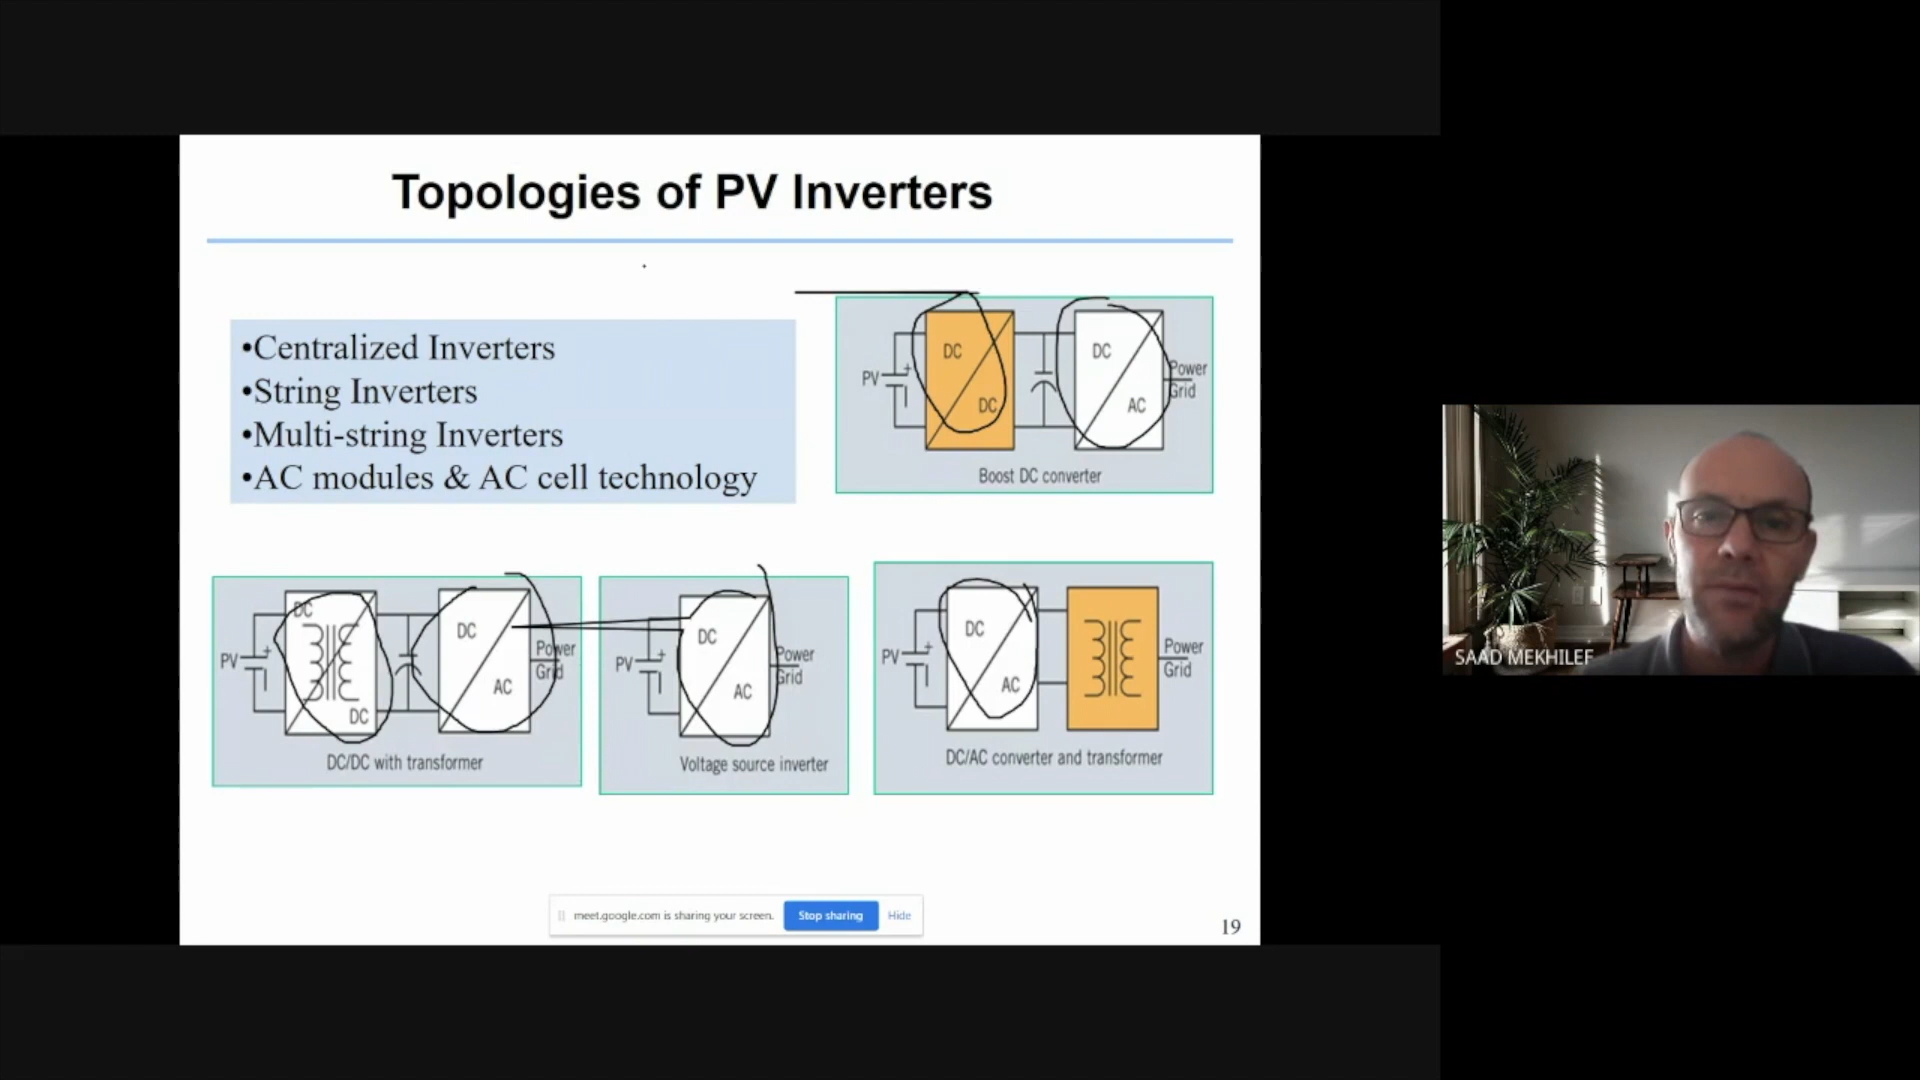 Topologies of PV Inverters
•Centralized Inverters
•String Inverters
•Multi-string Inverters
•AC modules & AC cell technology
PV
+
DC
DC
DC
AC
Power
Grid
Boost DC converter
PV
+
DC
DC
DC
AC
Power
Grid
DC/DC with transformer
PV
+
DC
AC
Power
Grid
Voltage source inverter
PV
+
DC
AC
Power
Grid
DC/AC converter and transformer
meet.google.com is sharing your screen.
Stop sharing
Hide
19
SAAD MEKHILEF